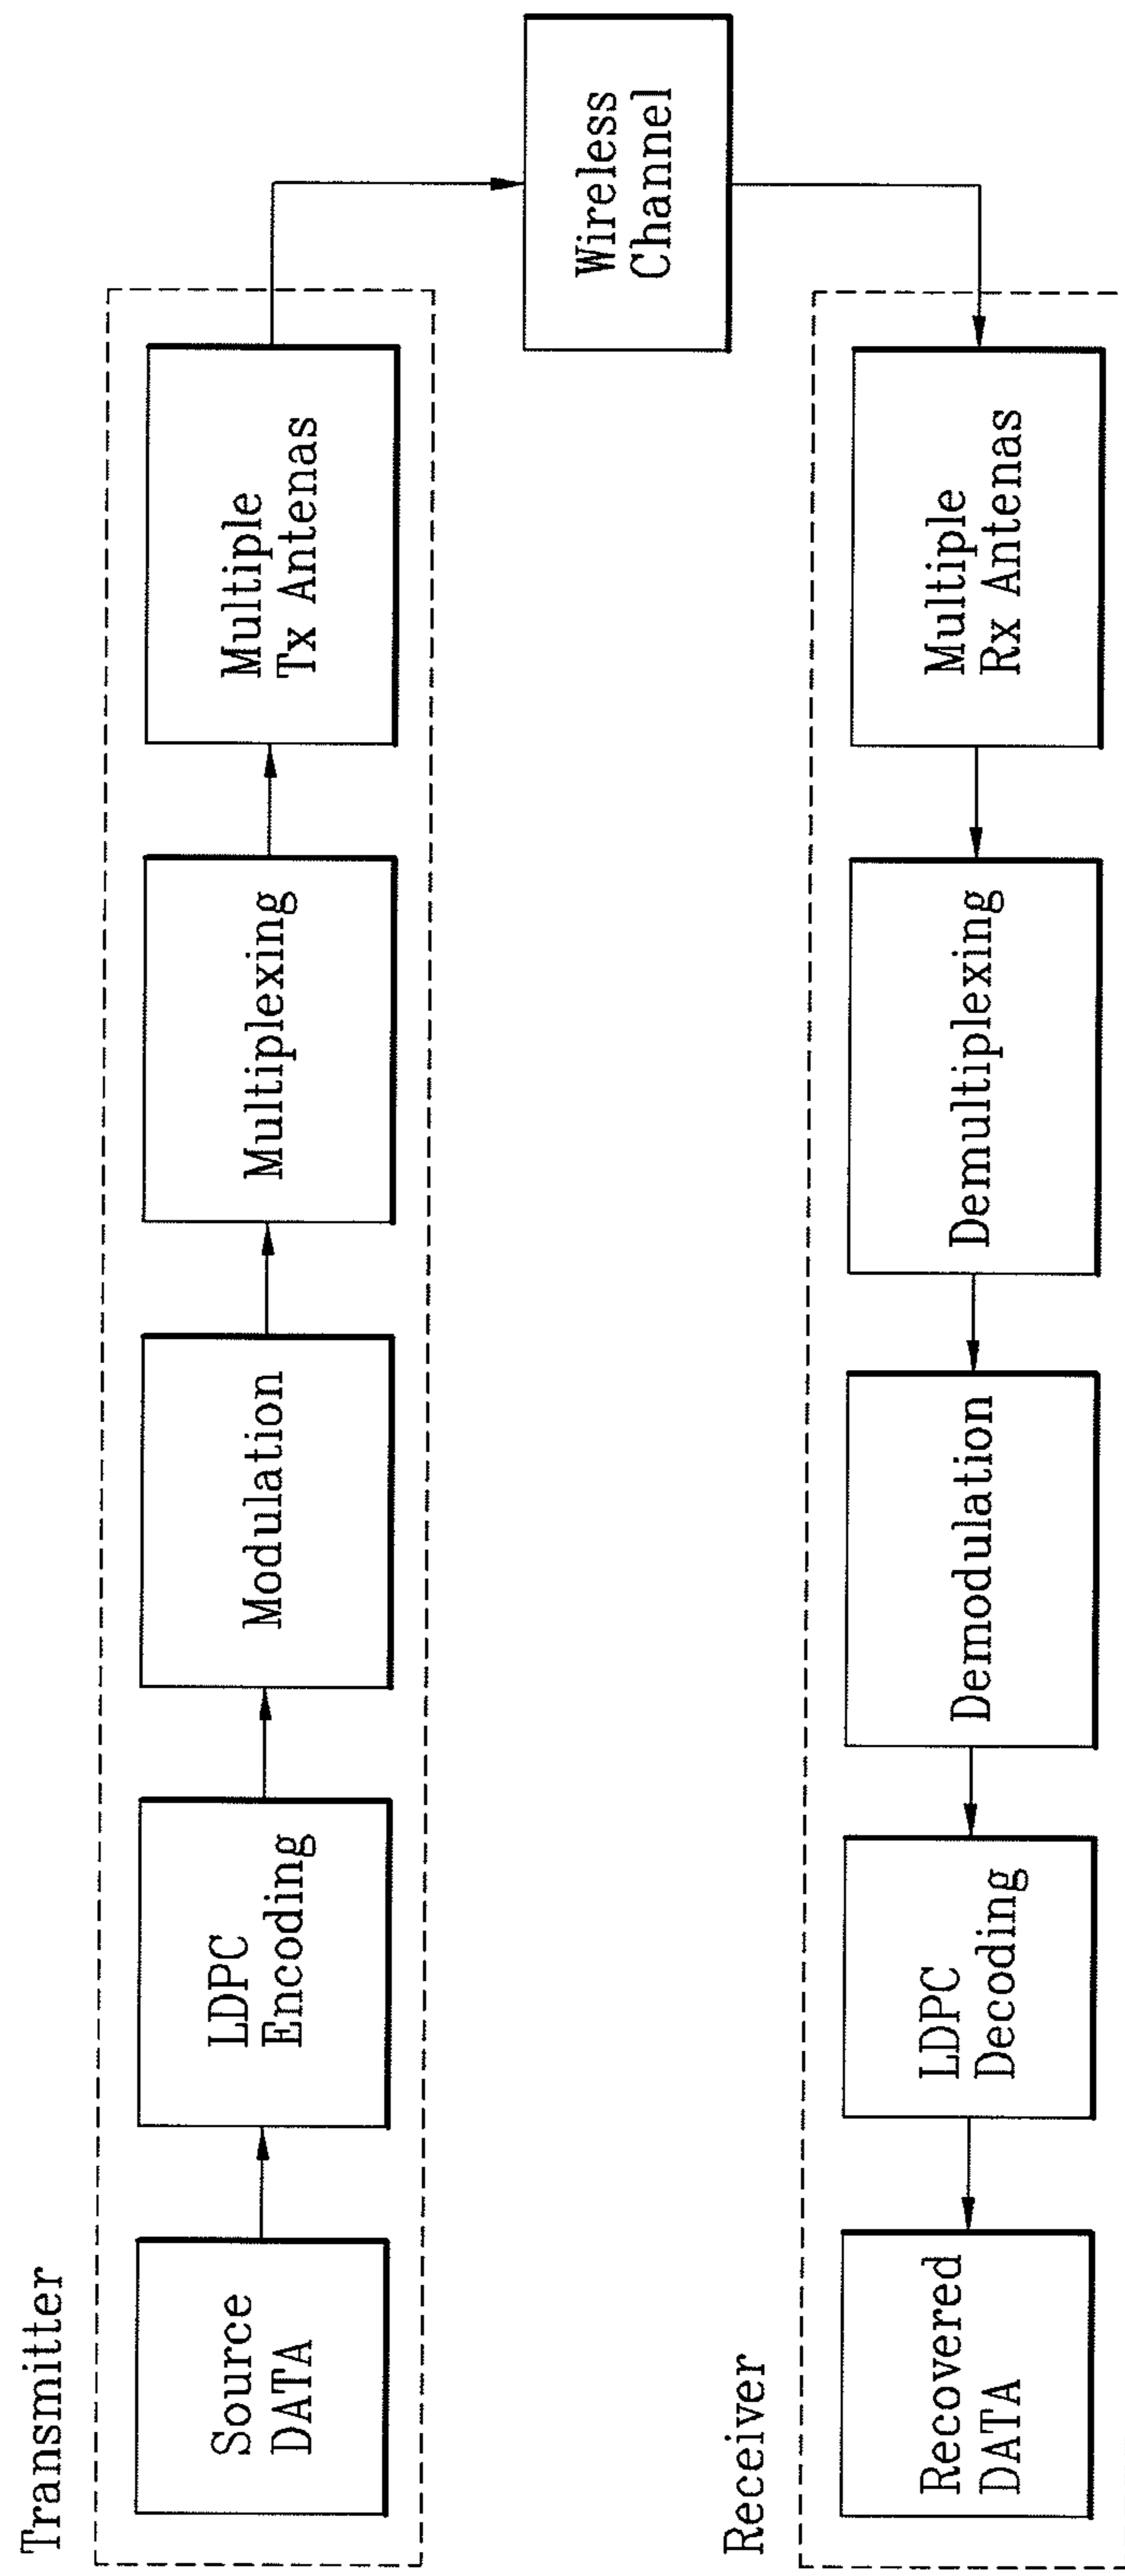 Transmitter
Source
DATA
LDPC
Encoding
Modulation
Multiplexing
Multiple
Tx Antenas
Wireless
Channel
Receiver
Recovered
DATA
LDPC
Decoding
Demodulation
Demultiplexing
Multiple
Rx Antenas